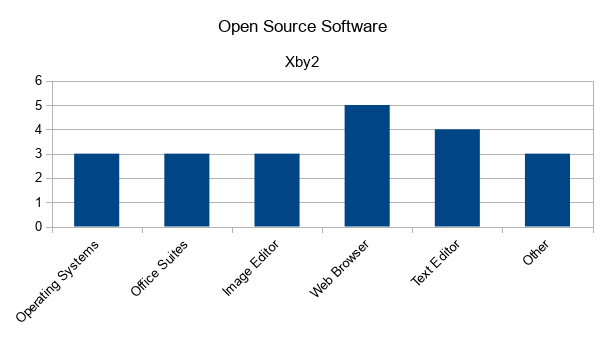 Open Source Software
Xby2
6
5
4
3
2
1
0
Operating Systems
Office Suites
Image Editor
Web Browser
Text Editor
Other